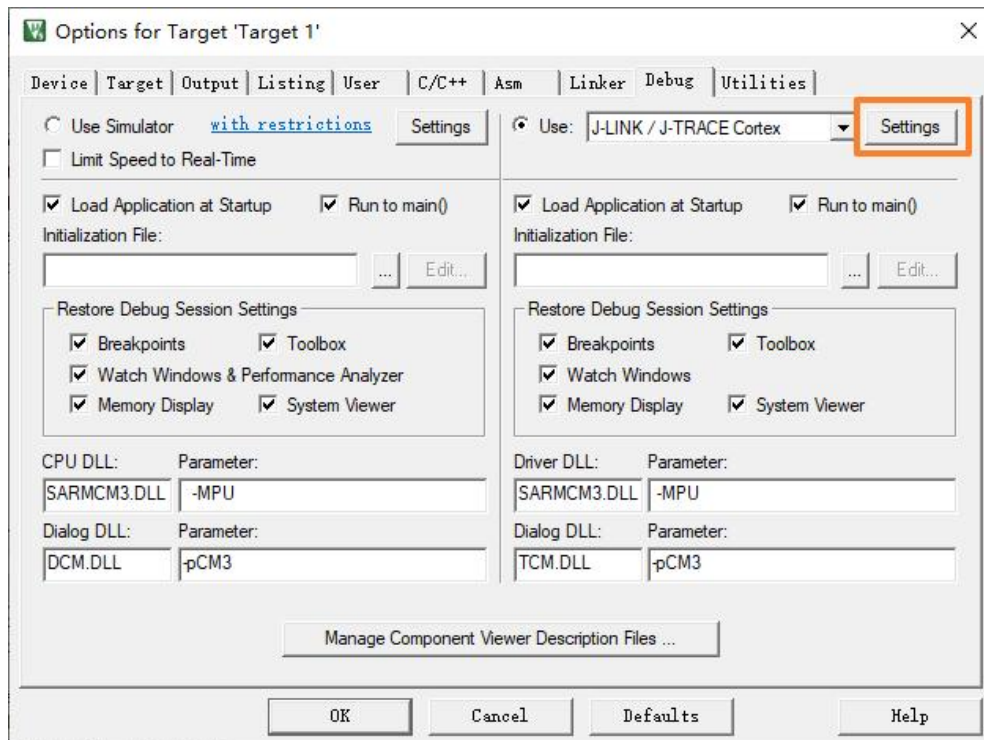 Options for Target 'Target 1'
Device Target Output Listing User C/C++ Asm Linker Debug Utilities
Use Simulator with restrictions Settings Use: J-LINK / J-TRACE Cortex Settings
Limit Speed to Real-Time
Load Application at Startup Run to main() Load Application at Startup Run to main()
Initialization File: Initialization File:
... Edit... ... Edit...
Restore Debug Session Settings Restore Debug Session Settings
Breakpoints Toolbox Breakpoints Toolbox
Watch Windows & Performance Analyzer Watch Windows
Memory Display System Viewer Memory Display System Viewer
CPU DLL: Parameter: Driver DLL: Parameter:
SARMCM3.DLL -MPU SARMCM3.DLL -MPU
Dialog DLL: Parameter: Dialog DLL: Parameter:
DCM.DLL -pCM3 TCM.DLL -pCM3
Manage Component Viewer Description Files ...
OK Cancel Defaults Help